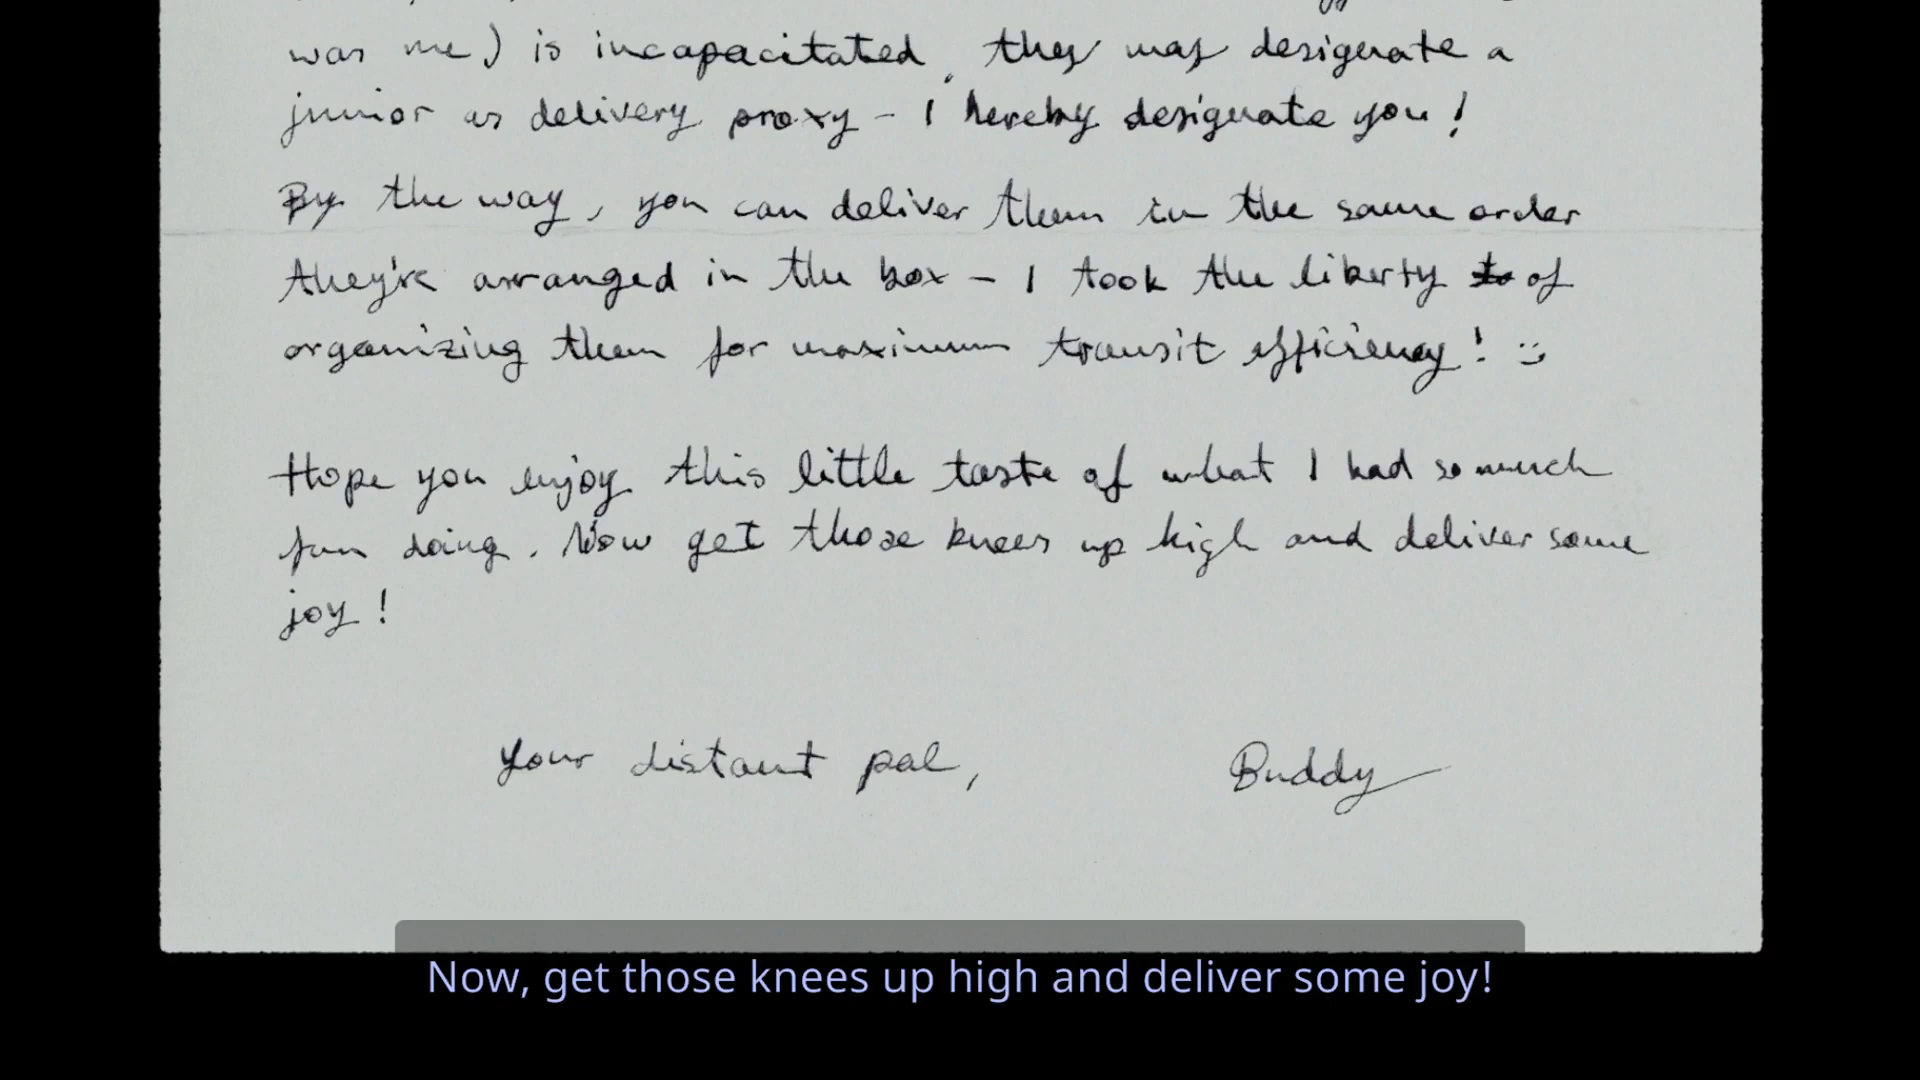 was me) is incapacitated, they may designate a
junior as delivery proxy - I hereby designate you!
By the way, you can deliver them in the same order
they're arranged in the box - I took the liberty to of
organizing them for maximum transit efficiency! :)
Hope you enjoy this little taste of what I had so much
fun doing. Now get those knees up high and deliver some
joy!
Your distant pal, Buddy
Now, get those knees up high and deliver some joy!